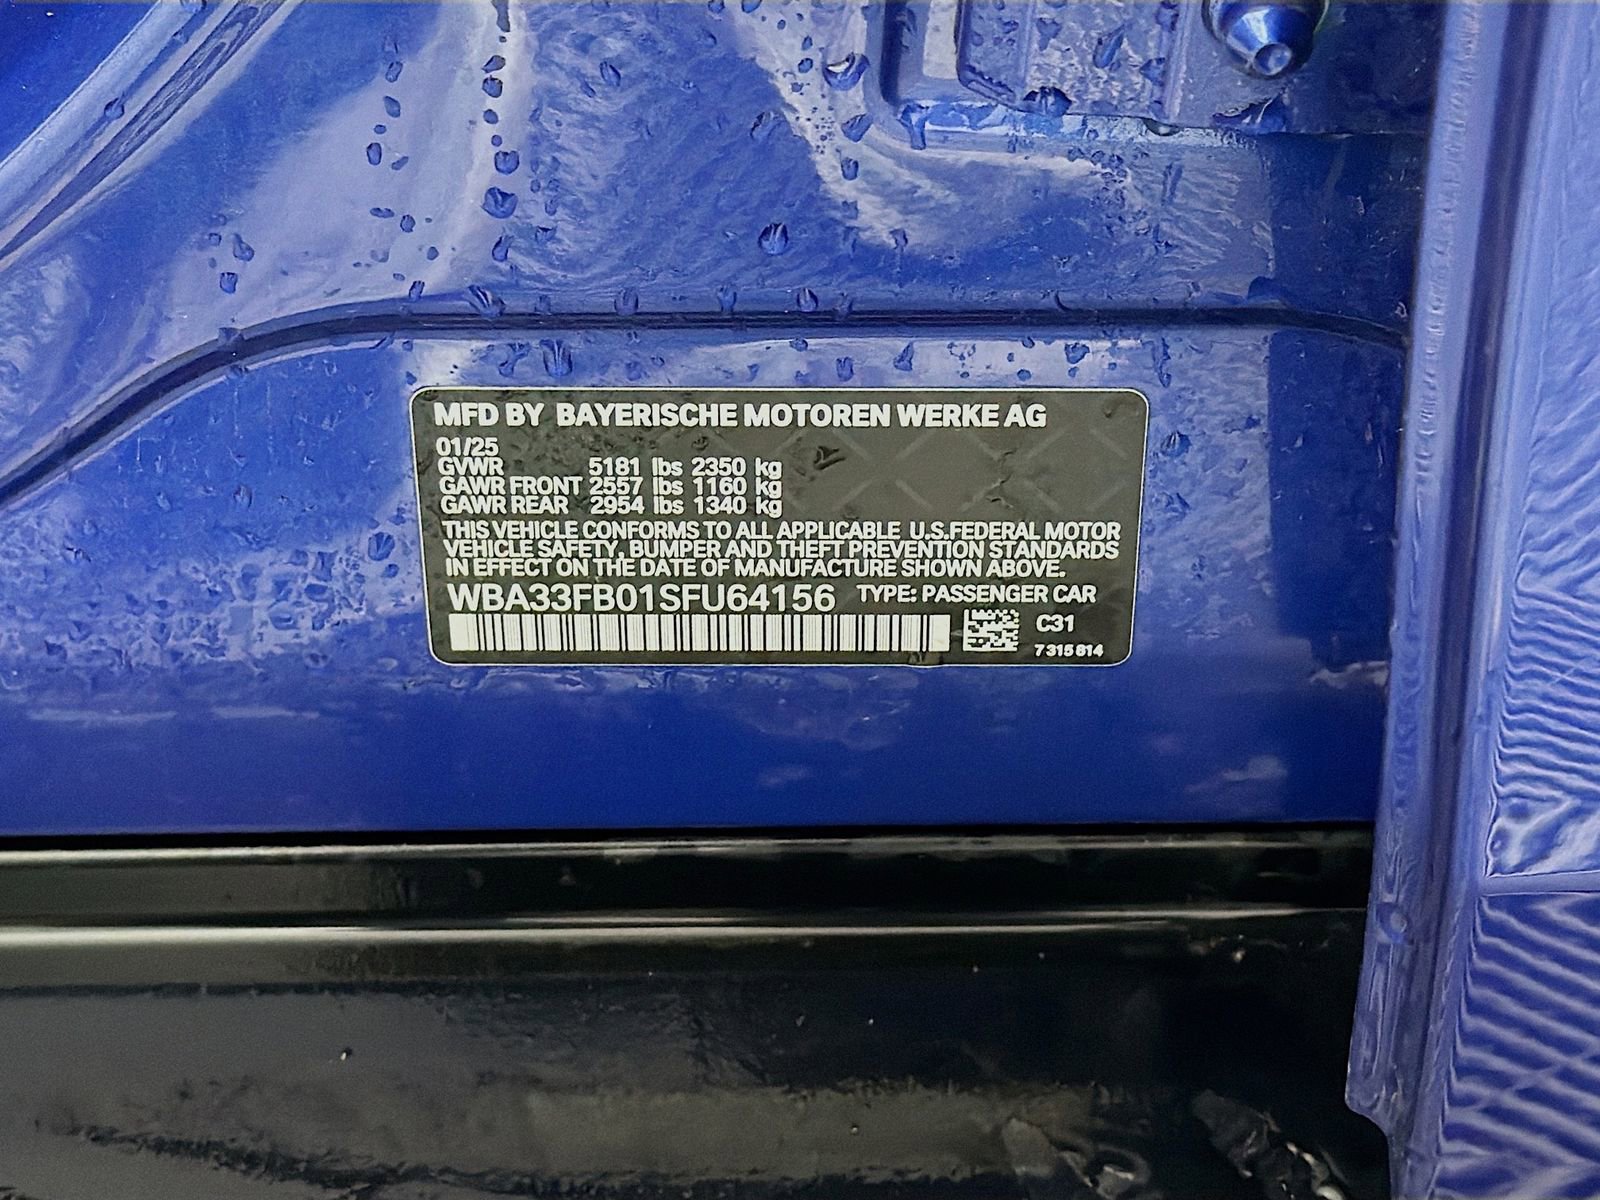 MFD BY BAYERISCHE MOTOREN WERKE AG
01/25
GVWR 5181 lbs 2350 kg
GAWR FRONT 2557 lbs 1160 kg
GAWR REAR 2954 lbs 1340 kg
THIS VEHICLE CONFORMS TO ALL APPLICABLE U.S.FEDERAL MOTOR
VEHICLE SAFETY, BUMPER AND THEFT PREVENTION STANDARDS
IN EFFECT ON THE DATE OF MANUFACTURE SHOWN ABOVE.
WBA33FB01SFU64156 TYPE: PASSENGER CAR
C31
7 315 814